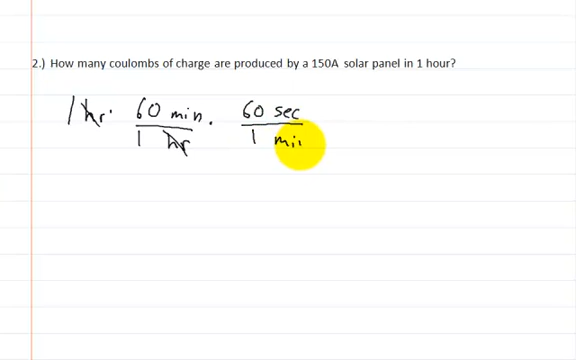 2.) How many coulombs of charge are produced by a 150A solar panel in 1 hour?
1 hr · 60 min · 60 sec
1 hr 1 mi